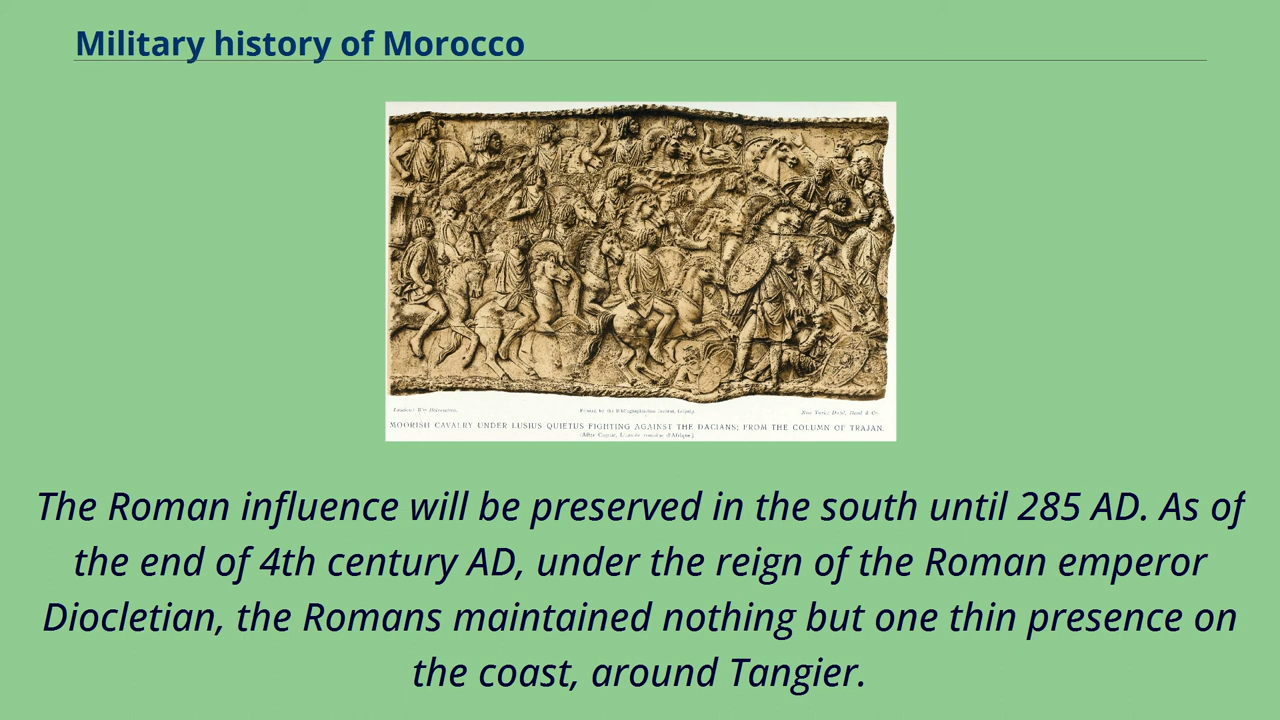 Military history of Morocco
MOORISH CAVALRY UNDER LUSIUS QUIETUS FIGHTING AGAINST THE DACIANS; FROM THE COLUMN OF TRAJAN.
The Roman influence will be preserved in the south until 285 AD. As of
the end of 4th century AD, under the reign of the Roman emperor
Diocletian, the Romans maintained nothing but one thin presence on
the coast, around Tangier.